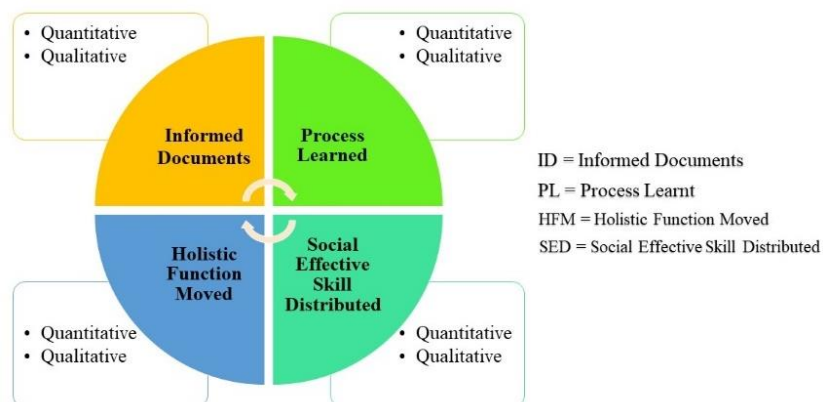 • Quantitative
• Qualitative
• Quantitative
• Qualitative
Informed
Documents
Process
Learned
Holistic
Function
Moved
Social
Effective
Skill
Distributed
• Quantitative
• Qualitative
• Quantitative
• Qualitative
ID = Informed Documents
PL = Process Learnt
HFM = Holistic Function Moved
SED = Social Effective Skill Distributed